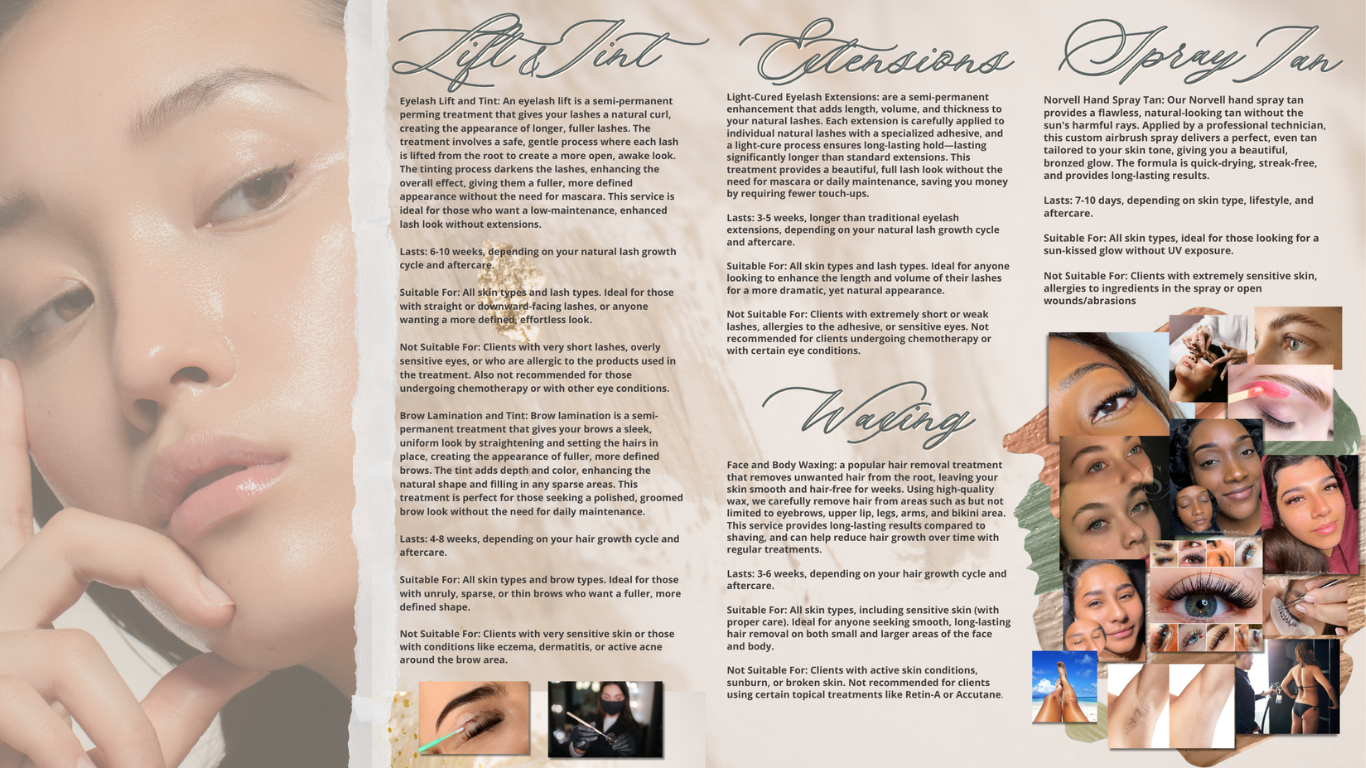 Lift & Tint
Eyelash Lift and Tint: An eyelash lift is a semi-permanent
perming treatment that gives your lashes a natural curl,
creating the appearance of longer, fuller lashes. The
treatment involves a safe, gentle process where each lash
is lifted from the root to create a more open, awake look.
The tinting process darkens the lashes, enhancing the
overall effect, giving them a fuller, more defined
appearance without the need for mascara. This service is
ideal for those who want a low-maintenance, enhanced
lash look without extensions.
Lasts: 6-10 weeks, depending on your natural lash growth
cycle and aftercare.
Suitable For: All skin types and lash types. Ideal for those
with straight or downward-facing lashes, or anyone
wanting a more defined, effortless look.
Not Suitable For: Clients with very short lashes, overly
sensitive eyes, or who are allergic to the products used in
the treatment. Also not recommended for those
undergoing chemotherapy or with other eye conditions.
Brow Lamination and Tint: Brow lamination is a semi-
permanent treatment that gives your brows a sleek,
uniform look by straightening and setting the hairs in
place, creating the appearance of fuller, more defined
brows. The tint adds depth and color, enhancing the
natural shape and filling in any sparse areas. This
treatment is perfect for those seeking a polished, groomed
brow look without the need for daily maintenance.
Lasts: 4-8 weeks, depending on your hair growth cycle and
aftercare.
Suitable For: All skin types and brow types. Ideal for those
with unruly, sparse, or thin brows who want a fuller, more
defined shape.
Not Suitable For: Clients with very sensitive skin or those
with conditions like eczema, dermatitis, or active acne
around the brow area.
Extensions
Light-Cured Eyelash Extensions: are a semi-permanent
enhancement that adds length, volume, and thickness to
your natural lashes. Each extension is carefully applied to
individual natural lashes with a specialized adhesive, and
a light-cure process ensures long-lasting hold—lasting
significantly longer than standard extensions. This
treatment provides a beautiful, full lash look without the
need for mascara or daily maintenance, saving you money
by requiring fewer touch-ups.
Lasts: 3-5 weeks, longer than traditional eyelash
extensions, depending on your natural lash growth cycle
and aftercare.
Suitable For: All skin types and lash types. Ideal for anyone
looking to enhance the length and volume of their lashes
for a more dramatic, yet natural appearance.
Not Suitable For: Clients with extremely short or weak
lashes, allergies to the adhesive, or sensitive eyes. Not
recommended for clients undergoing chemotherapy or
with certain eye conditions.
Waxing
Face and Body Waxing: a popular hair removal treatment
that removes unwanted hair from the root, leaving your
skin smooth and hair-free for weeks. Using high-quality
wax, we carefully remove hair from areas such as but not
limited to eyebrows, upper lip, legs, arms, and bikini area.
This service provides long-lasting results compared to
shaving, and can help reduce hair growth over time with
regular treatments.
Lasts: 3-6 weeks, depending on your hair growth cycle and
aftercare.
Suitable For: All skin types, including sensitive skin (with
proper care). Ideal for anyone seeking smooth, long-lasting
hair removal on both small and larger areas of the face
and body.
Not Suitable For: Clients with active skin conditions,
sunburn, or broken skin. Not recommended for clients
using certain topical treatments like Retin-A or Accutane.
Spray Tan
Norvell Hand Spray Tan: Our Norvell hand spray tan
provides a flawless, natural-looking tan without the
sun's harmful rays. Applied by a professional technician,
this custom airbrush spray delivers a perfect, even tan
tailored to your skin tone, giving you a beautiful,
bronzed glow. The formula is quick-drying, streak-free,
and provides long-lasting results.
Lasts: 7-10 days, depending on skin type, lifestyle, and
aftercare.
Suitable For: All skin types, ideal for those looking for a
sun-kissed glow without UV exposure.
Not Suitable For: Clients with extremely sensitive skin,
allergies to ingredients in the spray or open
wounds/abrasions